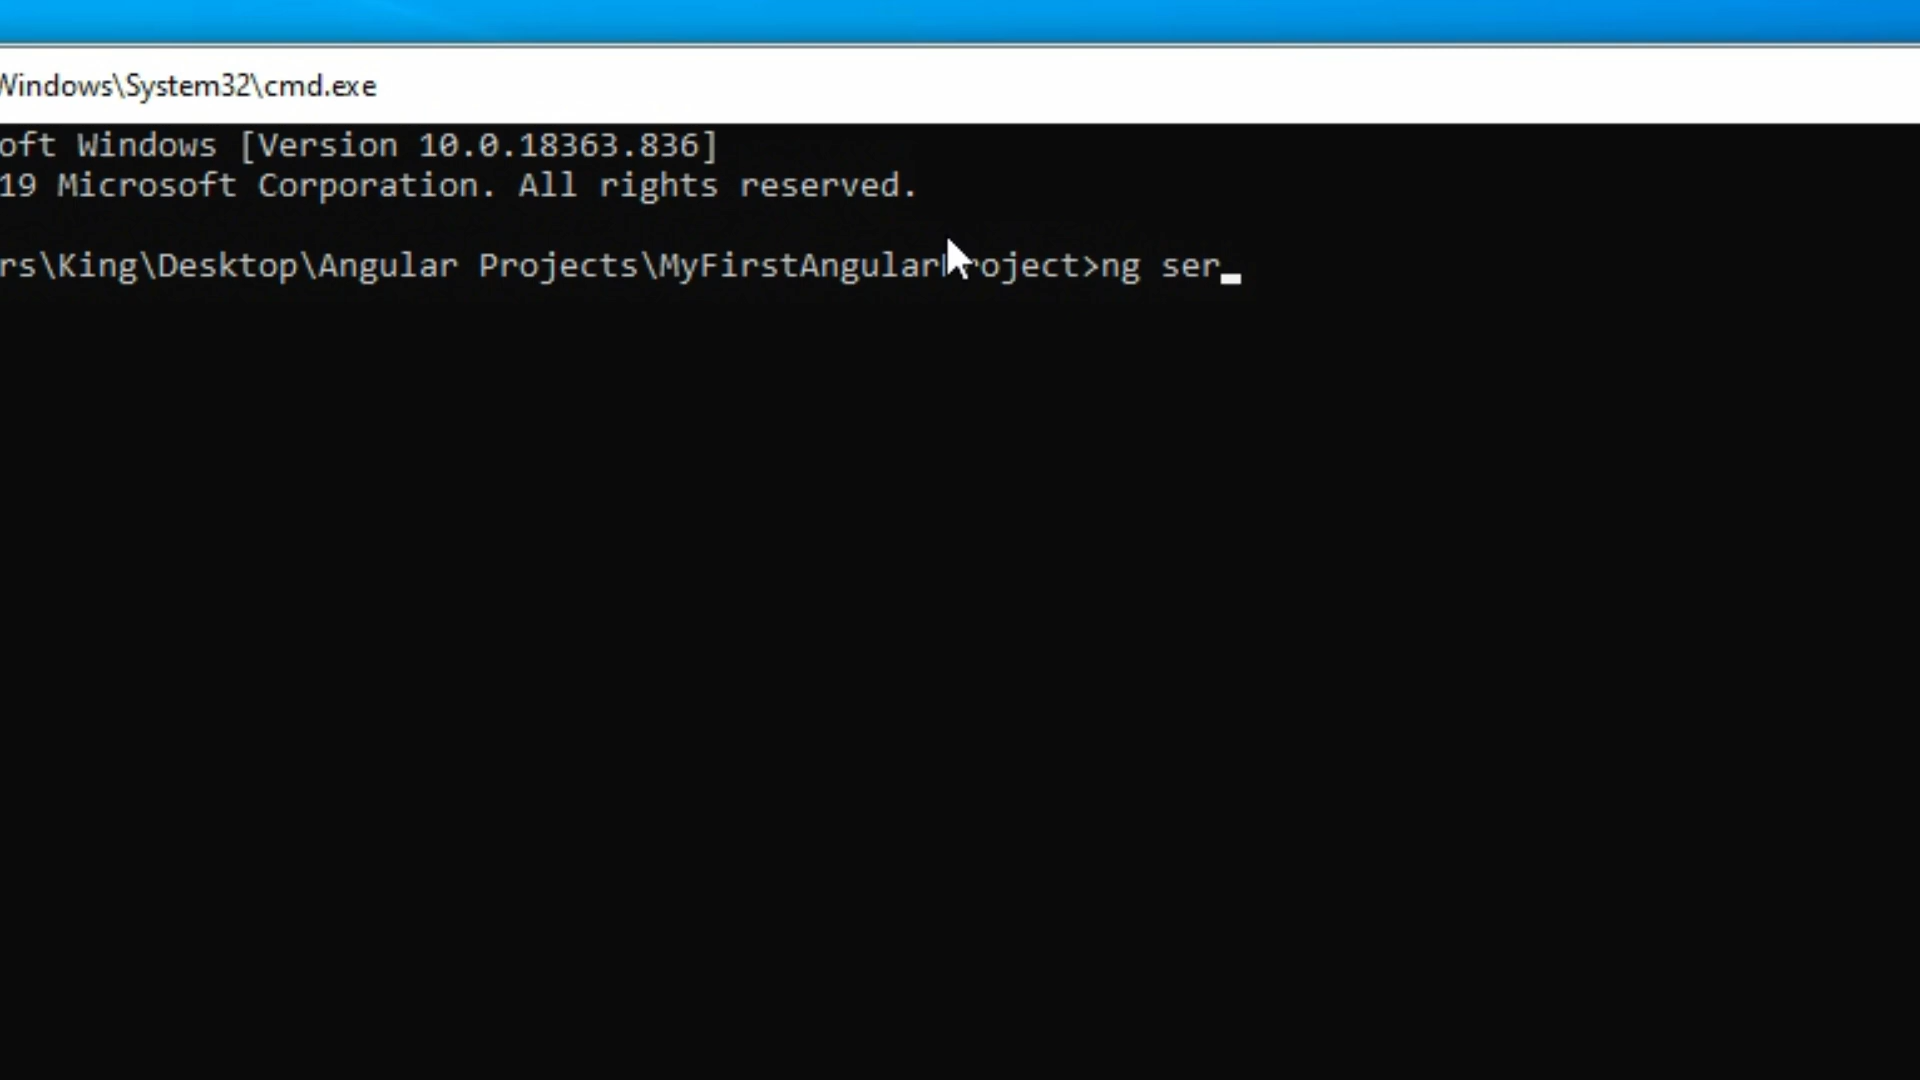 Windows\System32\cmd.exe
oft Windows [Version 10.0.18363.836]
19 Microsoft Corporation. All rights reserved.
rs\King\Desktop\Angular Projects\MyFirstAngularProject>ng ser